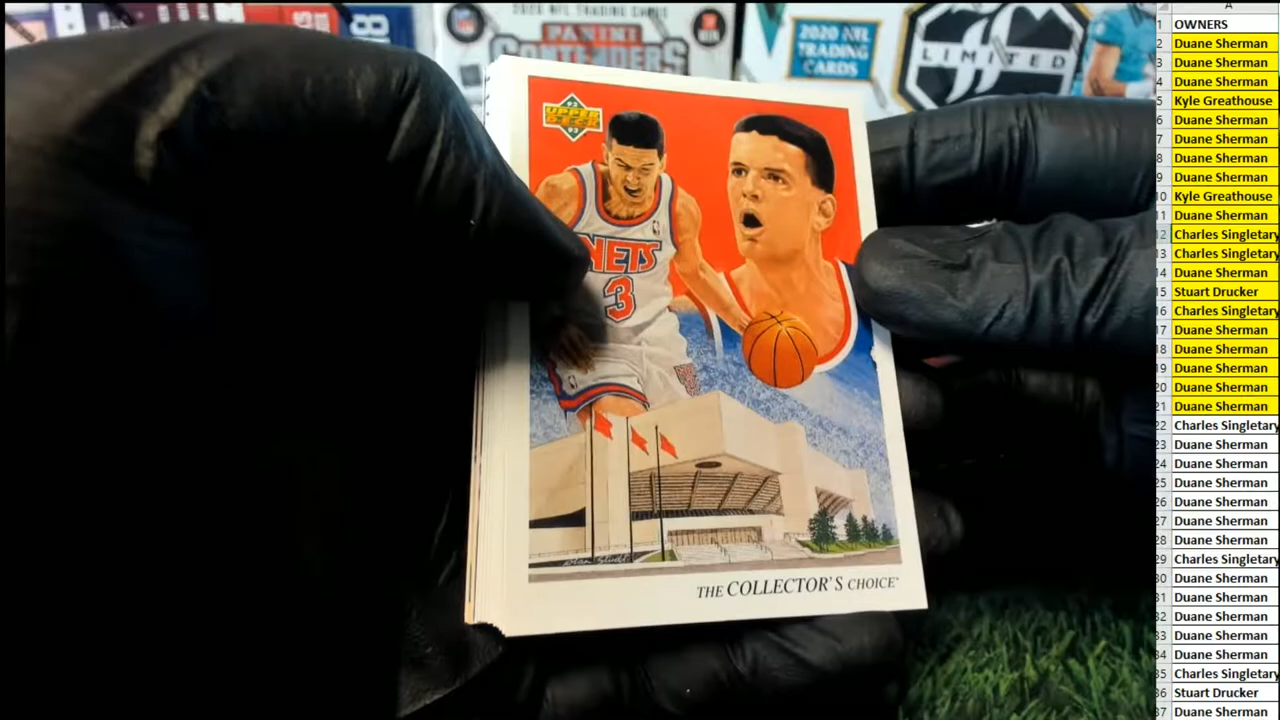 2020 NFL TRADING CARDS
PANINI
CONTENDERS
2020 NFL
TRADING
CARDS
LIMITED
92
UPPER
DECK
93
NETS
3
THE COLLECTOR'S CHOICE
A
1 OWNERS
2 Duane Sherman
3 Duane Sherman
4 Duane Sherman
5 Kyle Greathouse
6 Duane Sherman
7 Duane Sherman
8 Duane Sherman
9 Duane Sherman
10 Kyle Greathouse
11 Duane Sherman
12 Charles Singletary
13 Charles Singletary
14 Duane Sherman
15 Stuart Drucker
16 Charles Singletary
17 Duane Sherman
18 Duane Sherman
19 Duane Sherman
20 Duane Sherman
21 Duane Sherman
22 Charles Singletary
23 Duane Sherman
24 Duane Sherman
25 Duane Sherman
26 Duane Sherman
27 Duane Sherman
28 Duane Sherman
29 Charles Singletary
30 Duane Sherman
31 Duane Sherman
32 Duane Sherman
33 Duane Sherman
34 Duane Sherman
35 Charles Singletary
36 Stuart Drucker
37 Duane Sherman